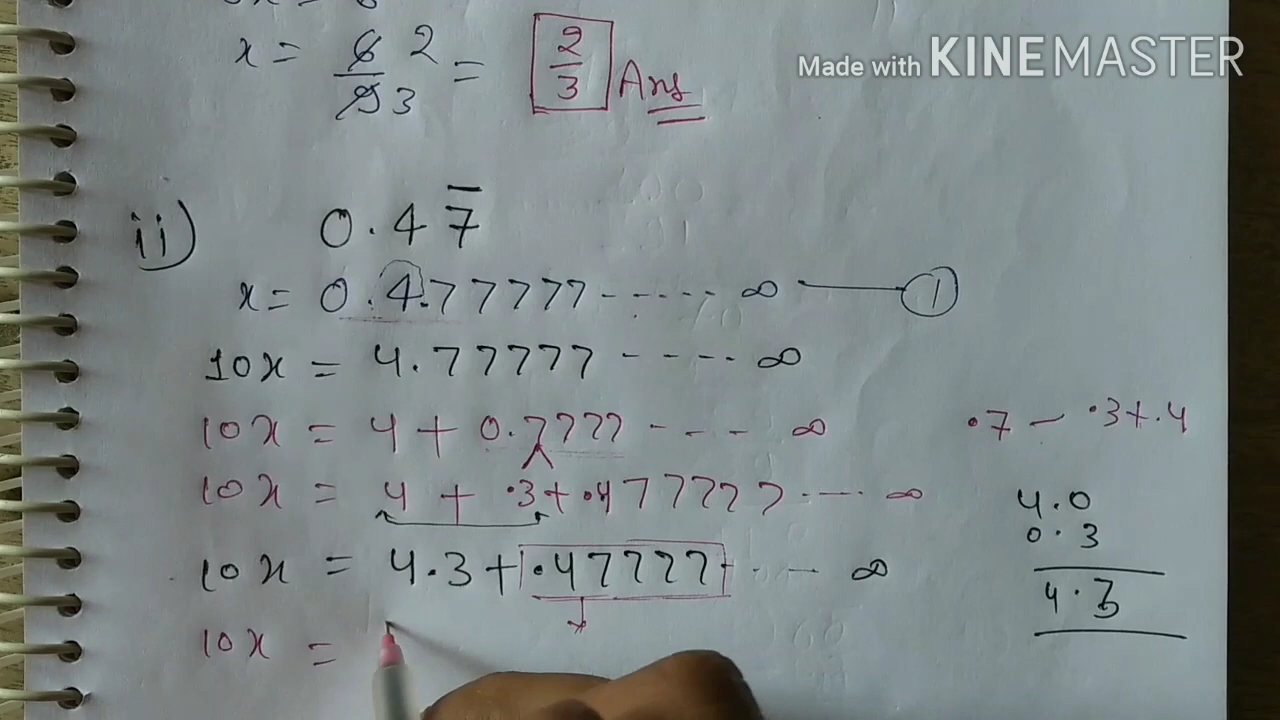 x = 6/9 2/3 = 2/3 Ans
Made with KINEMASTER
ii) 0.47̅
x = 0.477777----- ∞ ——— ①
10x = 4.77777 ---- ∞
10x = 4 + 0.7777 --- ∞
.7 — .3+.4
10x = 4 + .3+.477777---- ∞
4.0
0.3
4.3
10x = 4.3+.47777--- ∞
10x =